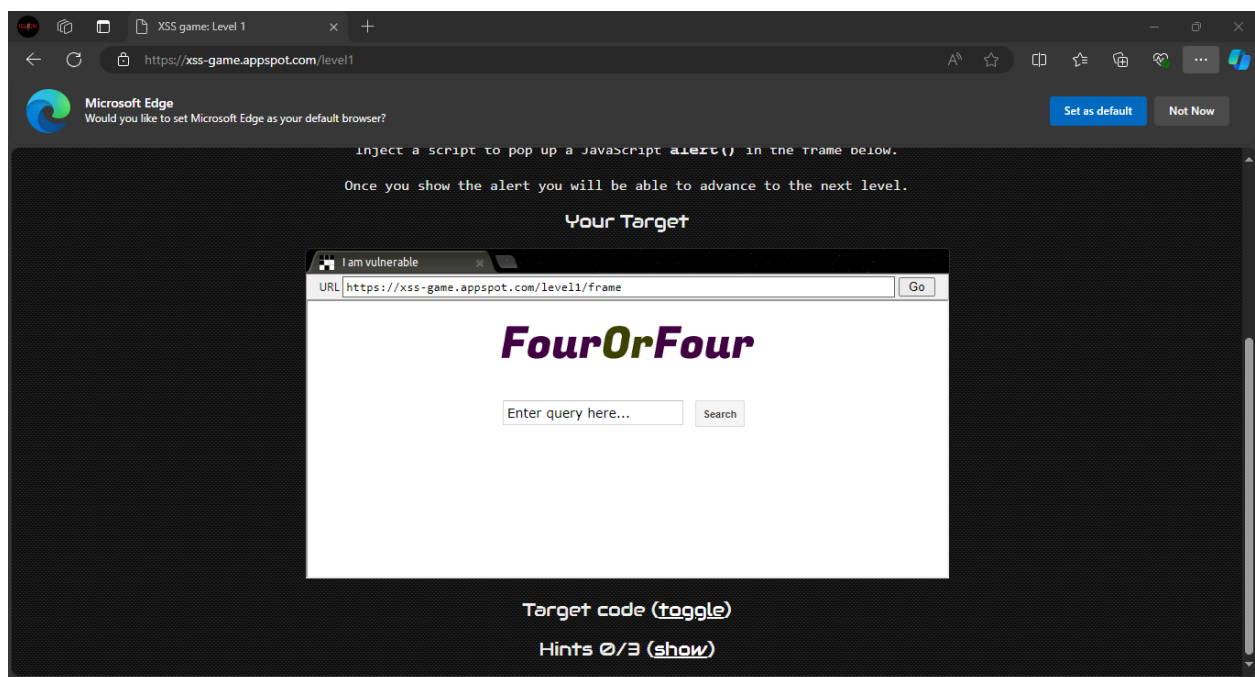 XSS game: Level 1
https://xss-game.appspot.com/level1
Microsoft Edge
Would you like to set Microsoft Edge as your default browser?
Set as default
Not Now
Inject a script to pop up a JavaScript alert() in the frame below.
Once you show the alert you will be able to advance to the next level.
Your Target
I am vulnerable
URL https://xss-game.appspot.com/level1/frame Go
FourOrFour
Enter query here... Search
Target code (toggle)
Hints 0/3 (show)